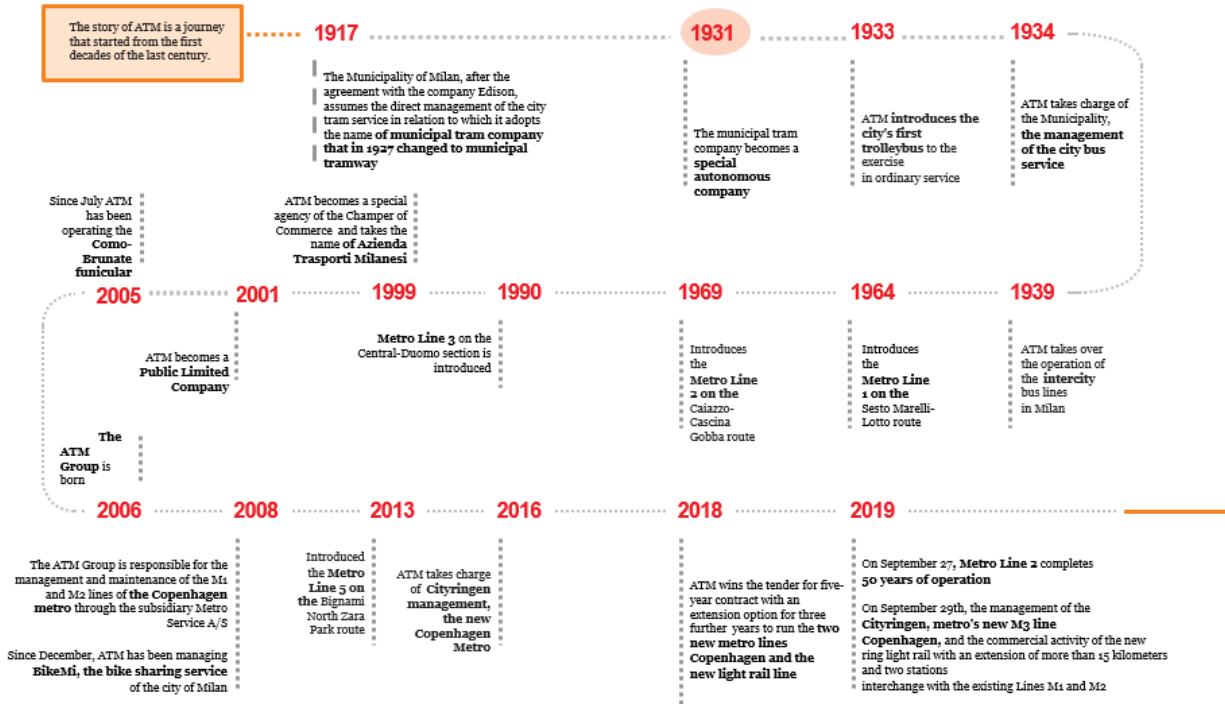 The story of ATM is a journey
that started from the first
decades of the last century.
1917
The Municipality of Milan, after the
agreement with the company Edison,
assumes the direct management of the city
tram service in relation to which it adopts
the name of municipal tram company
that in 1927 changed to municipal
tramway
1931
The municipal tram
company becomes a
special
autonomous
company
1933
ATM introduces the
city's first
trolleybus to the
exercise
in ordinary service
1934
ATM takes charge of
the Municipality,
the management
of the city bus
service
1939
ATM takes over
the operation of
the intercity
bus lines
in Milan
1964
Introduces
the
Metro Line
1 on the
Sesto Marelli-
Lotto route
1969
Introduces
the
Metro Line
2 on the
Caiazzo-
Cascina
Gobba route
1990
Metro Line 3 on the
Central-Duomo section is
introduced
1999
ATM becomes a special
agency of the Champer of
Commerce and takes the
name of Azienda
Trasporti Milanesi
2001
ATM becomes a
Public Limited
Company
2005
Since July ATM
has been
operating the
Como-
Brunate
funicular
2006
The
ATM
Group is
born
2008
The ATM Group is responsible for the
management and maintenance of the M1
and M2 lines of the Copenhagen
metro through the subsidiary Metro
Service A/S
Since December, ATM has been managing
BikeMi, the bike sharing service
of the city of Milan
2013
Introduced
the Metro
Line 5 on
the Bignami
North Zara
Park route
2016
ATM takes charge
of Cityringen
management,
the new
Copenhagen
Metro
2018
ATM wins the tender for five-
year contract with an
extension option for three
further years to run the two
new metro lines
Copenhagen and the
new light rail line
2019
On September 27, Metro Line 2 completes
50 years of operation
On September 29th, the management of the
Cityringen, metro's new M3 line
Copenhagen, and the commercial activity of the new
ring light rail with an extension of more than 15 kilometers
and two stations
interchange with the existing Lines M1 and M2